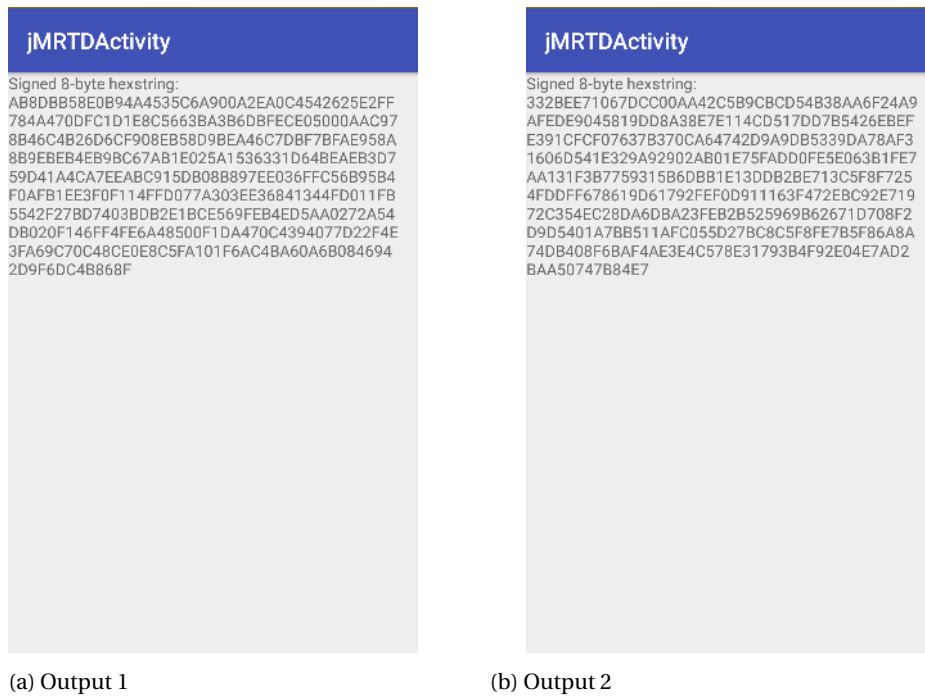 jMRTDActivity
Signed 8-byte hexstring:
AB8DBB58E0B94A4535C6A900A2EA0C4542625E2FF
784A470DFC1D1E8C5663BA3B6DBFECE05000AAC97
8B46C4B26D6CF908EB58D9BEA46C7DBF7BFAE958A
8B9EBEB4EB9BC67AB1E025A1536331D64BEAEB3D7
59D41A4CA7EEABC915DB08B897EE036FFC56B95B4
F0AFB1EE3F0F114FFD077A303EE36841344FD011FB
5542F27BD7403BDB2E1BCE569FEB4ED5AA0272A54
DB020F146FF4FE6A48500F1DA470C4394077D22F4E
3FA69C70C48CE0E8C5FA101F6AC4BA60A6B084694
2D9F6DC4B868F
(a) Output 1
jMRTDActivity
Signed 8-byte hexstring:
332BEE71067DCC00AA42C5B9CBCD54B38AA6F24A9
AFEDE9045819DD8A38E7E114CD517DD7B5426EBEF
E391CFCF07637B370CA64742D9A9DB5339DA78AF3
1606D541E329A92902AB01E75FADD0FE5E063B1FE7
AA131F3B7759315B6DBB1E13DDB2BE713C5F8F725
4FDDFF678619D61792FEF0D911163F472EBC92E719
72C354EC28DA6DBA23FEB2B525969B62671D708F2
D9D5401A7BB511AFC055D27BC8C5F8FE7B5F86A8A
74DB408F6BAF4AE3E4C578E31793B4F92E04E7AD2
BAA50747B84E7
(b) Output 2